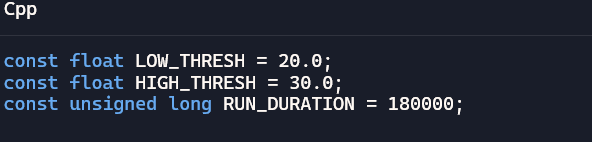 Cpp
const float LOW_THRESH = 20.0;
const float HIGH_THRESH = 30.0;
const unsigned long RUN_DURATION = 180000;